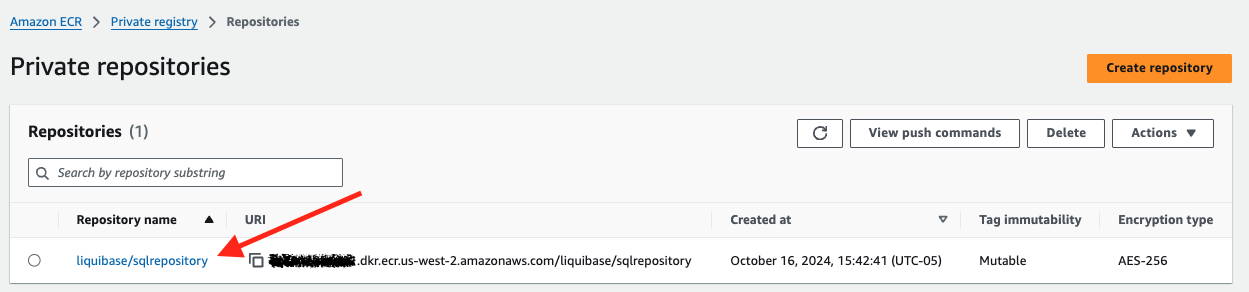 Amazon ECR > Private registry > Repositories
Private repositories
Create repository
Repositories (1)
View push commands
Delete
Actions
Search by repository substring
Repository name
URI
Created at
Tag immutability
Encryption type
liquibase/sqlrepository
.dkr.ecr.us-west-2.amazonaws.com/liquibase/sqlrepository
October 16, 2024, 15:42:41 (UTC-05)
Mutable
AES-256